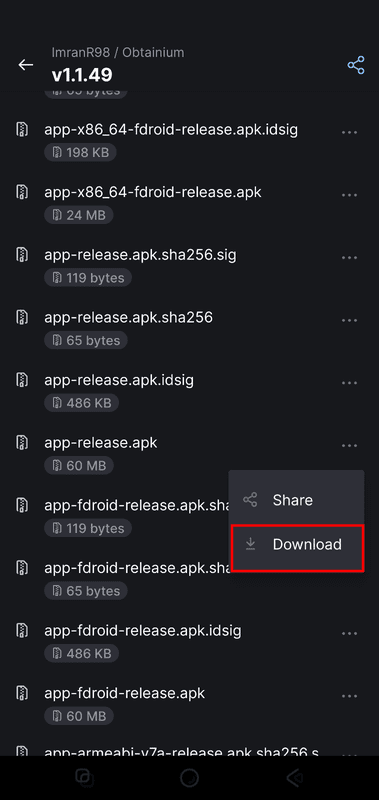 ImranR98 / Obtainium
v1.1.49
65 bytes
app-x86_64-fdroid-release.apk.idsig
198 KB
app-x86_64-fdroid-release.apk
24 MB
app-release.apk.sha256.sig
119 bytes
app-release.apk.sha256
65 bytes
app-release.apk.idsig
486 KB
app-release.apk
60 MB
Share
app-fdroid-release.apk.sha
119 bytes
Download
app-fdroid-release.apk.sha
65 bytes
app-fdroid-release.apk.idsig
486 KB
app-fdroid-release.apk
60 MB
app-armeabi-v7a-release.apk.sha256.s